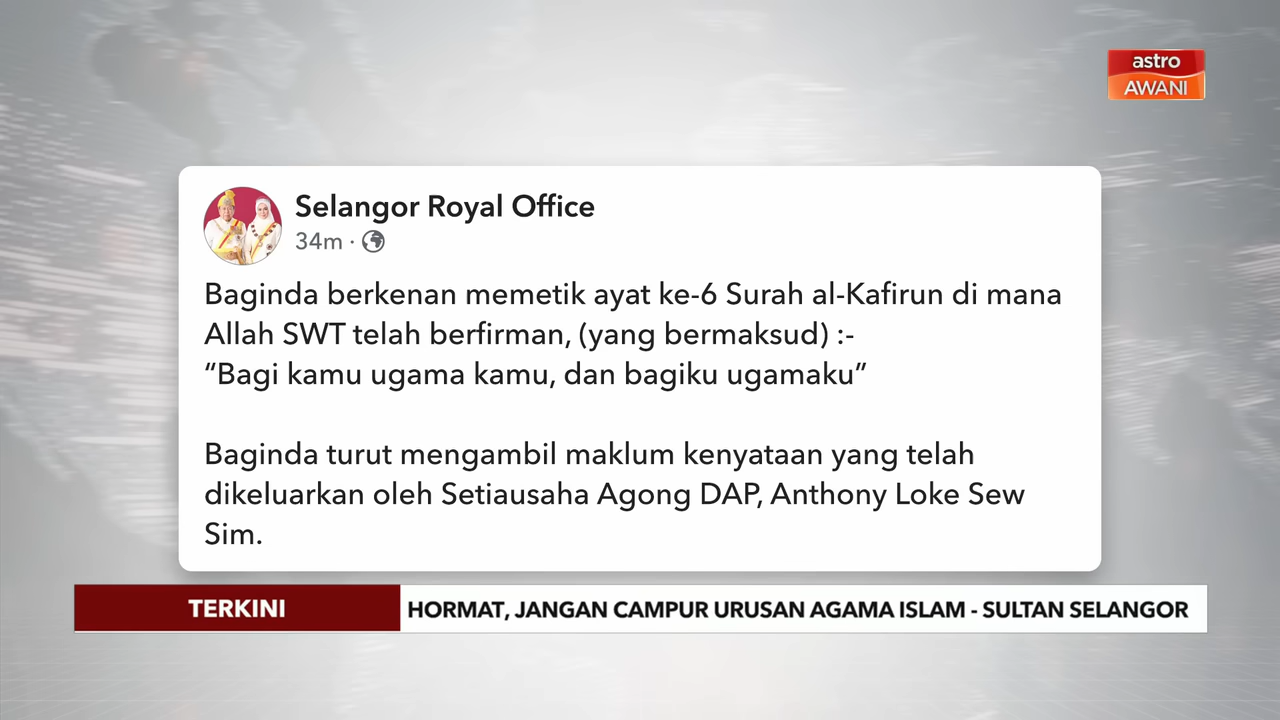 astro
AWANI
Selangor Royal Office
34m ·
Baginda berkenan memetik ayat ke-6 Surah al-Kafirun di mana
Allah SWT telah berfirman, (yang bermaksud) :-
“Bagi kamu ugama kamu, dan bagiku ugamaku”
Baginda turut mengambil maklum kenyataan yang telah
dikeluarkan oleh Setiausaha Agong DAP, Anthony Loke Sew
Sim.
TERKINI
HORMAT, JANGAN CAMPUR URUSAN AGAMA ISLAM - SULTAN SELANGOR